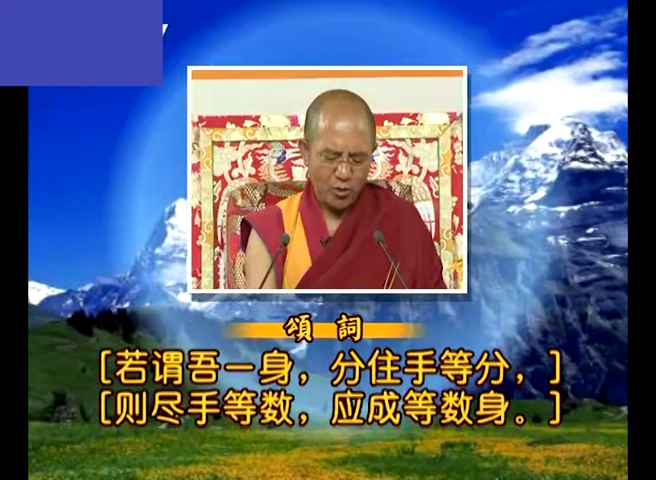 頌 詞
[若谓吾一身，分住手等分，]
[则尽手等数，应成等数身。]